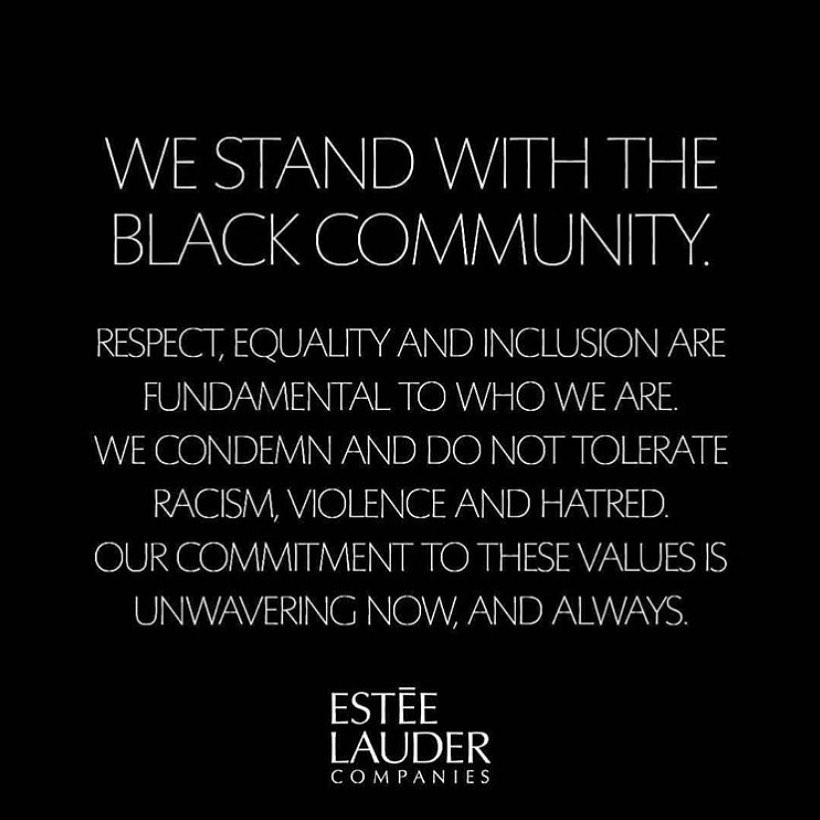 WE STAND WITH THE
BLACK COMMUNITY.
RESPECT, EQUALITY AND INCLUSION ARE
FUNDAMENTAL TO WHO WE ARE.
WE CONDEMN AND DO NOT TOLERATE
RACISM, VIOLENCE AND HATRED.
OUR COMMITMENT TO THESE VALUES IS
UNWAVERING NOW, AND ALWAYS.
ESTĒE
LAUDER
COMPANIES